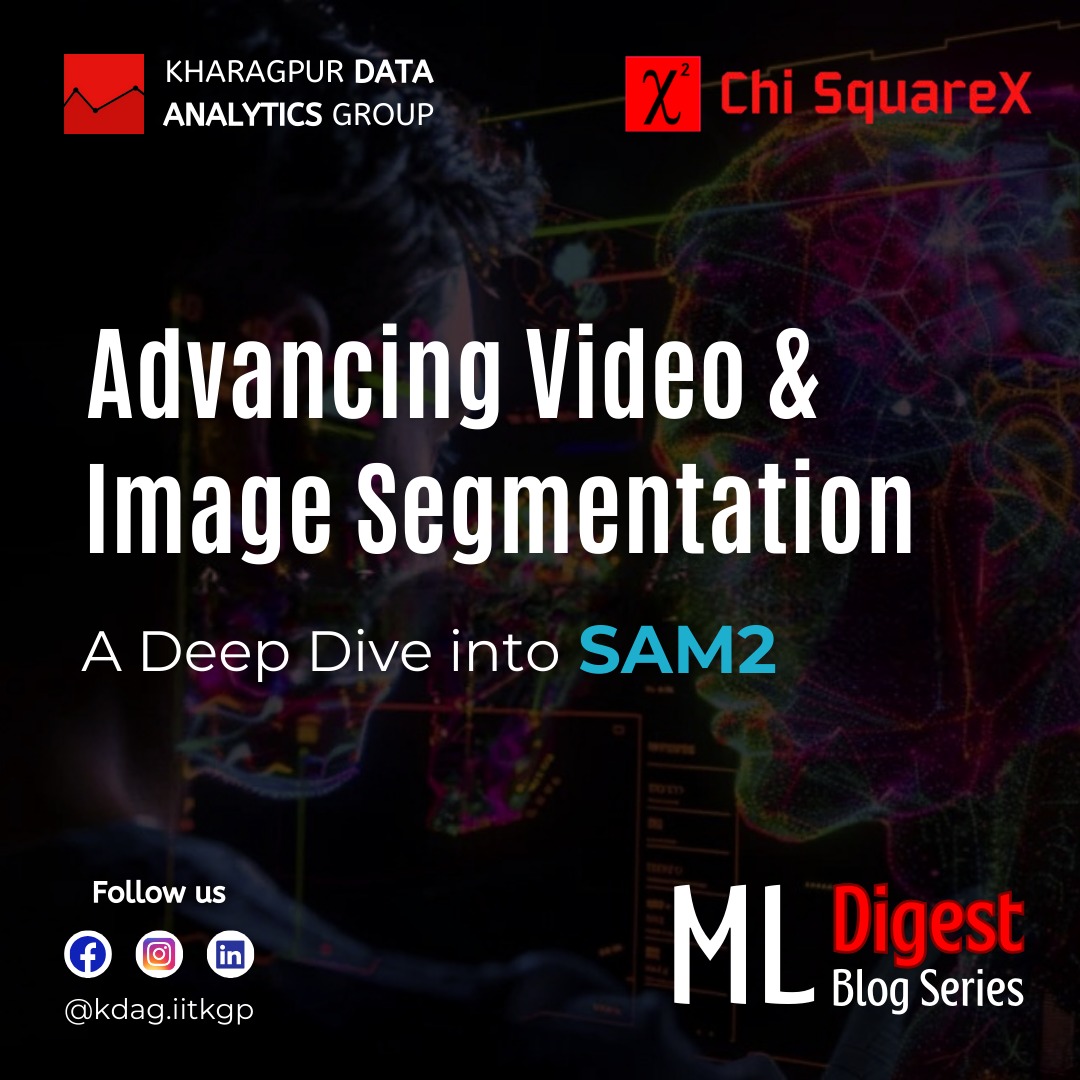 KHARAGPUR DATA
ANALYTICS GROUP
χ²
Chi SquareX
Advancing Video &
Image Segmentation
A Deep Dive into SAM2
Follow us
@kdag.iitkgp
ML Digest
Blog Series